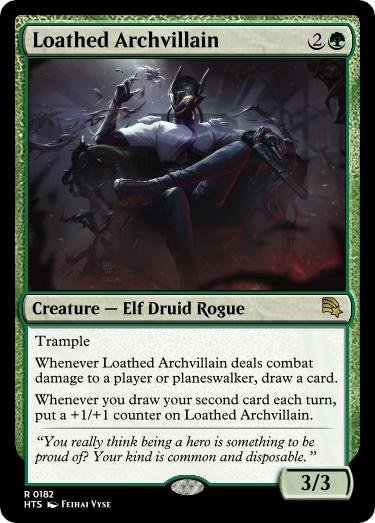 Loathed Archvillain 2
Creature — Elf Druid Rogue
Trample
Whenever Loathed Archvillain deals combat
damage to a player or planeswalker, draw a card.
Whenever you draw your second card each turn,
put a +1/+1 counter on Loathed Archvillain.
“You really think being a hero is something to
be proud of? Your kind is common and disposable.”
3/3
R 0182
HTS Feihai Vyse